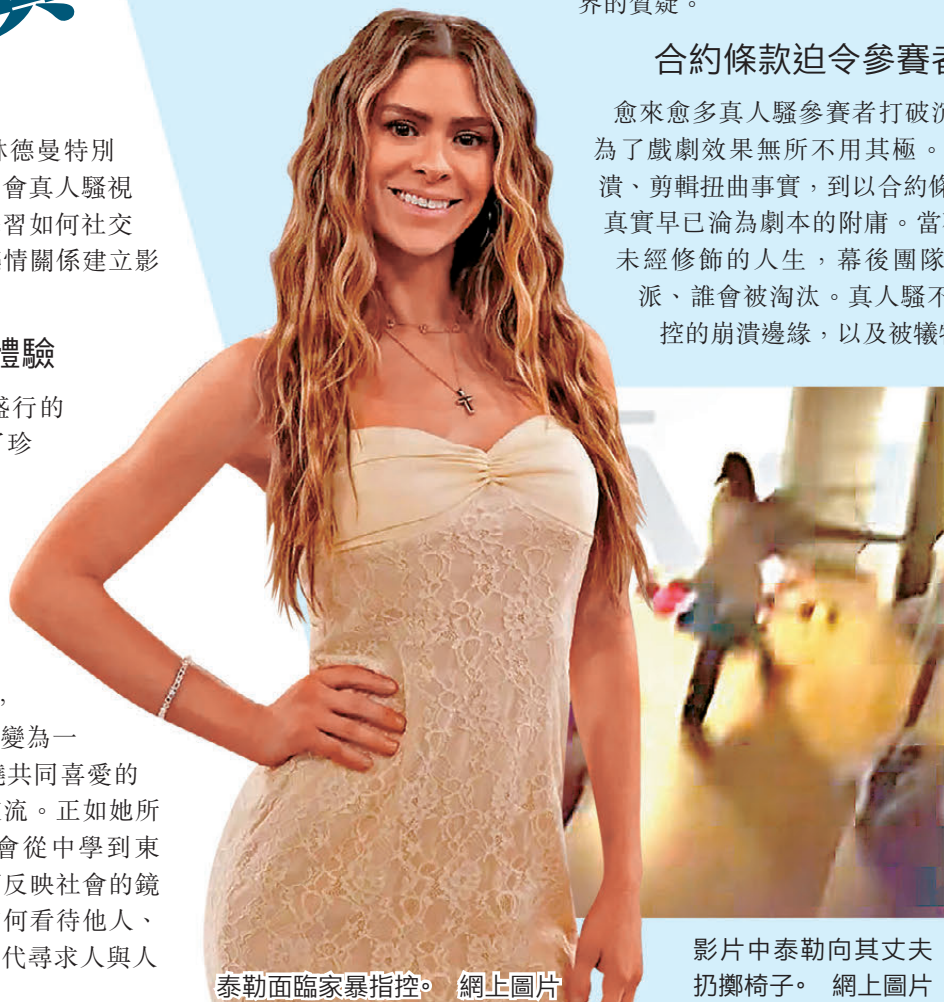 林德曼特別
會真人騷視
習如何社交
情關係建立影
體驗
盛行的
珍
，
變為一
共同喜愛的
流。正如她所
會從中學到東
反映社會的鏡
何看待他人、
代尋求人與人
泰勒面臨家暴指控。 網上圖片
界的質疑。
合約條款迫令參賽者
愈來愈多真人騷參賽者打破沉
為了戲劇效果無所不用其極。
潰、剪輯扭曲事實，到以合約條
真實早已淪為劇本的附庸。當
未經修飾的人生，幕後團隊
派、誰會被淘汰。真人騷不
控的崩潰邊緣，以及被犧牲
影片中泰勒向其丈夫
扔擲椅子。 網上圖片